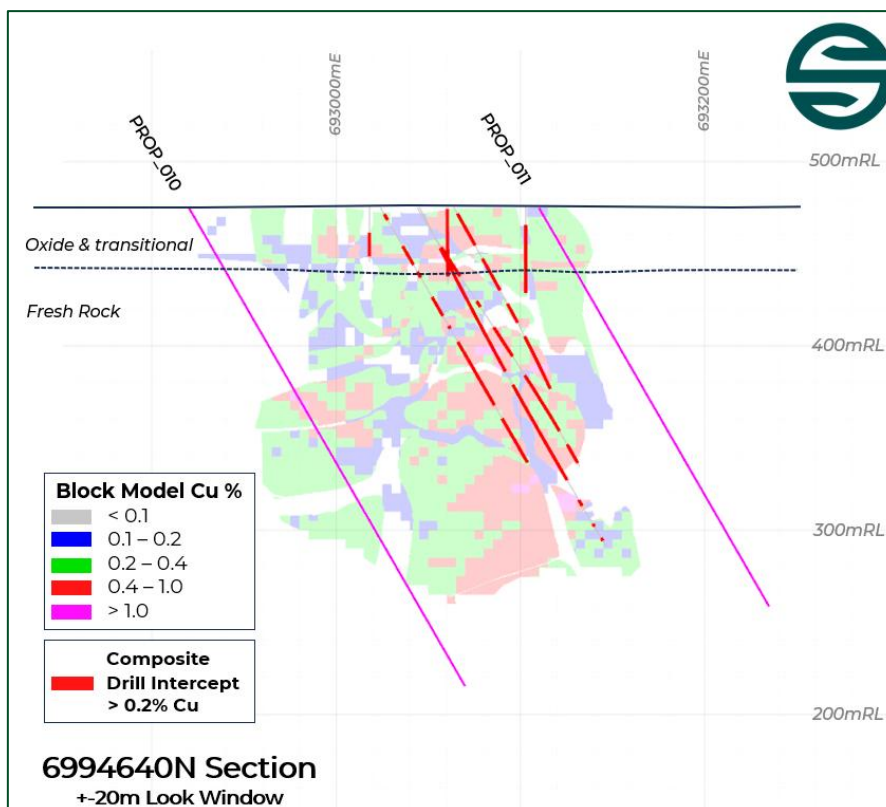 693000mE
693200mE
PROP_010
PROP_011
500mRL
Oxide & transitional
Fresh Rock
400mRL
Block Model Cu %
< 0.1
0.1 – 0.2
0.2 – 0.4
0.4 – 1.0
> 1.0
300mRL
Composite
Drill Intercept
> 0.2% Cu
200mRL
6994640N Section
+-20m Look Window